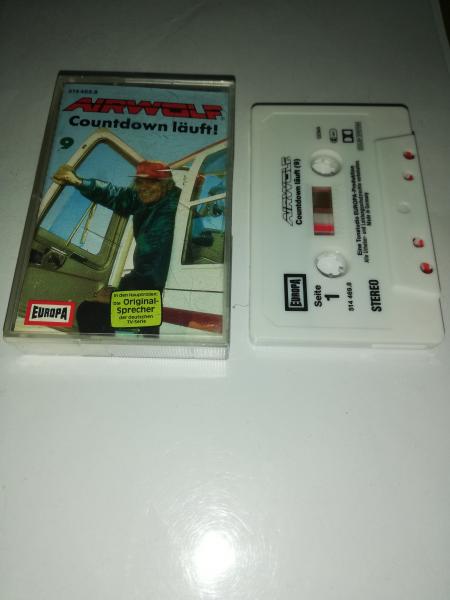 514 469.8
AIRWOLF
Countdown läuft!
9
EUROPA
In den Hauptrollen:
Die Original-
Sprecher
der deutschen
TV-Serie
AIRWOLF
Countdown läuft (9)
EUROPA
Seite
1
514 469.8
STEREO
Eine Tonstudio EUROPA-Produktion
Made in Germany